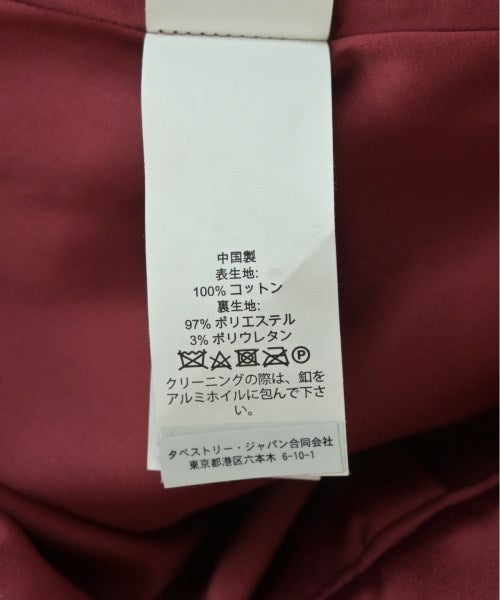 中国製
表生地:
100% コットン
裏生地:
97% ポリエステル
3% ポリウレタン
P
クリーニングの際は、釦を
アルミホイルに包んで下さ
い。
タペストリー・ジャパン合同会社
東京都港区六本木 6-10-1